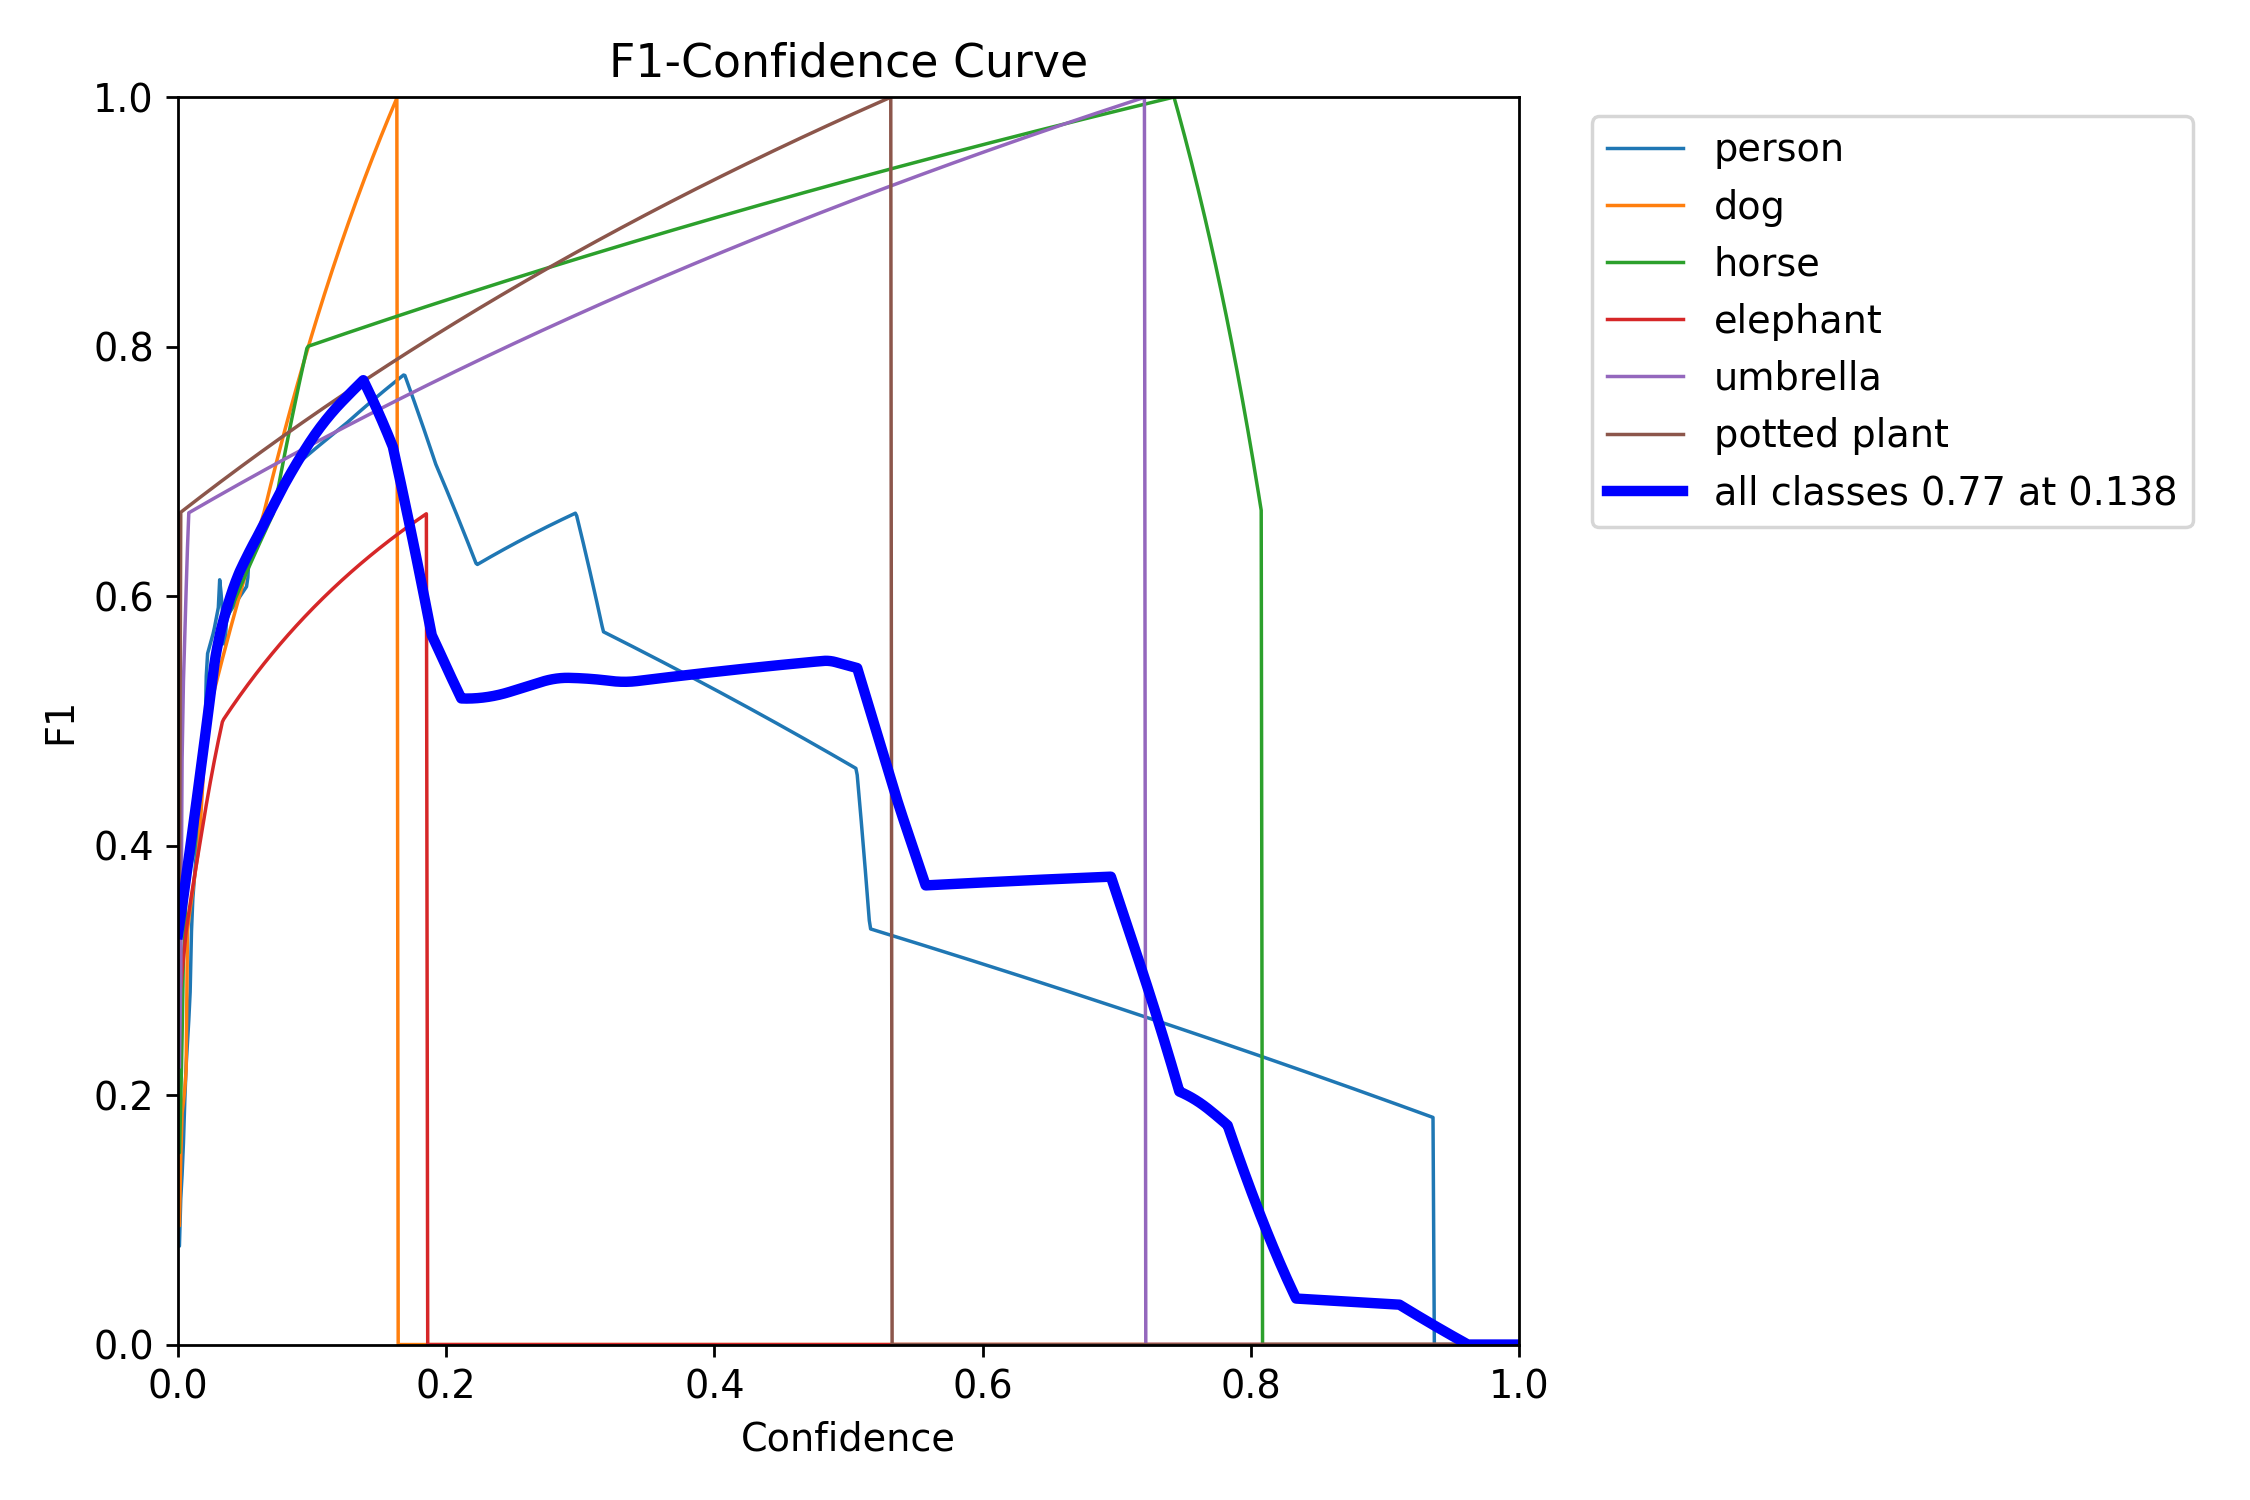 F1-Confidence Curve
1.0
0.8
0.6
0.4
0.2
0.0
F1
0.0 0.2 0.4 0.6 0.8 1.0
Confidence
person
dog
horse
elephant
umbrella
potted plant
all classes 0.77 at 0.138